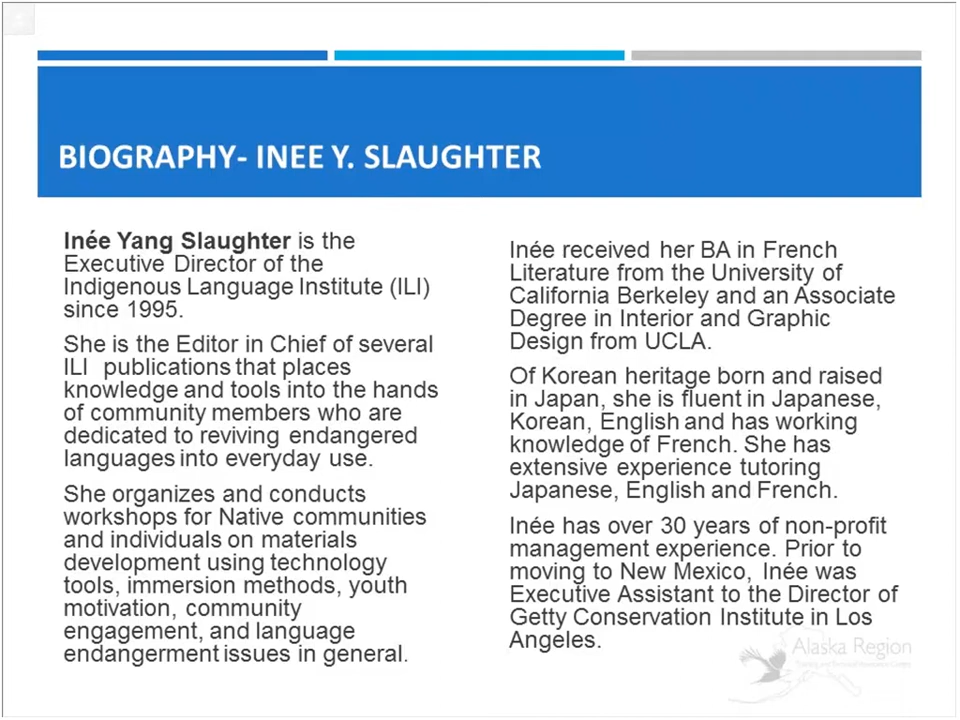 BIOGRAPHY- INEE Y. SLAUGHTER
Inée Yang Slaughter is the
Executive Director of the
Indigenous Language Institute (ILI)
since 1995.
She is the Editor in Chief of several
ILI publications that places
knowledge and tools into the hands
of community members who are
dedicated to reviving endangered
languages into everyday use.
She organizes and conducts
workshops for Native communities
and individuals on materials
development using technology
tools, immersion methods, youth
motivation, community
engagement, and language
endangerment issues in general.
Inée received her BA in French
Literature from the University of
California Berkeley and an Associate
Degree in Interior and Graphic
Design from UCLA.
Of Korean heritage born and raised
in Japan, she is fluent in Japanese,
Korean, English and has working
knowledge of French. She has
extensive experience tutoring
Japanese, English and French.
Inée has over 30 years of non-profit
management experience. Prior to
moving to New Mexico, Inée was
Executive Assistant to the Director of
Getty Conservation Institute in Los
Angeles.
Alaska Region